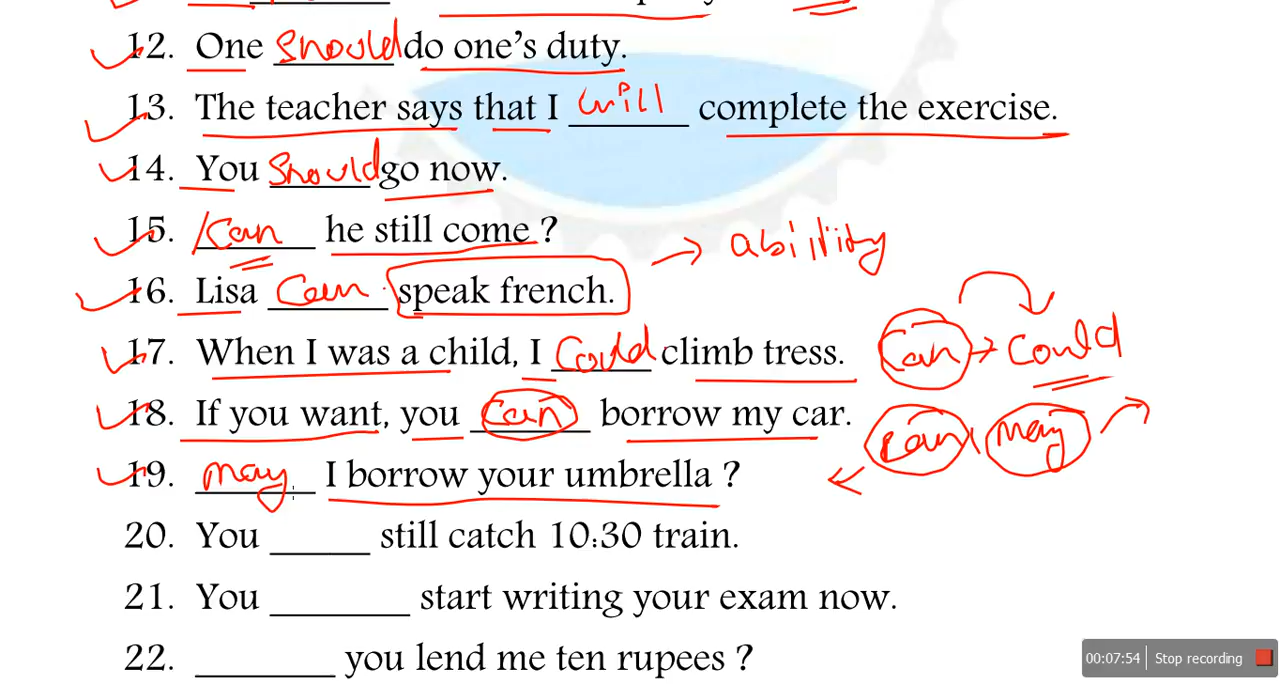 12. One should do one's duty.
13. The teacher says that I will complete the exercise.
14. You should go now.
15. Can he still come ?
→ ability
16. Lisa can speak french.
17. When I was a child, I could climb tress. can → could
18. If you want, you can borrow my car.
can, may
19. may I borrow your umbrella ?
20. You ______ still catch 10:30 train.
21. You ________ start writing your exam now.
22. ________ you lend me ten rupees ?
00:07:54 Stop recording